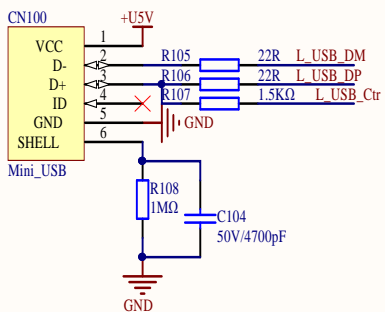 CN100
+U5V
VCC 1
D- 2 R105 22R L_USB_DM
D+ 3 R106 22R L_USB_DP
ID 4 R107 1.5KΩ L_USB_Ctr
GND 5 GND
SHELL 6
Mini_USB
R108
1MΩ
C104
50V/4700pF
GND